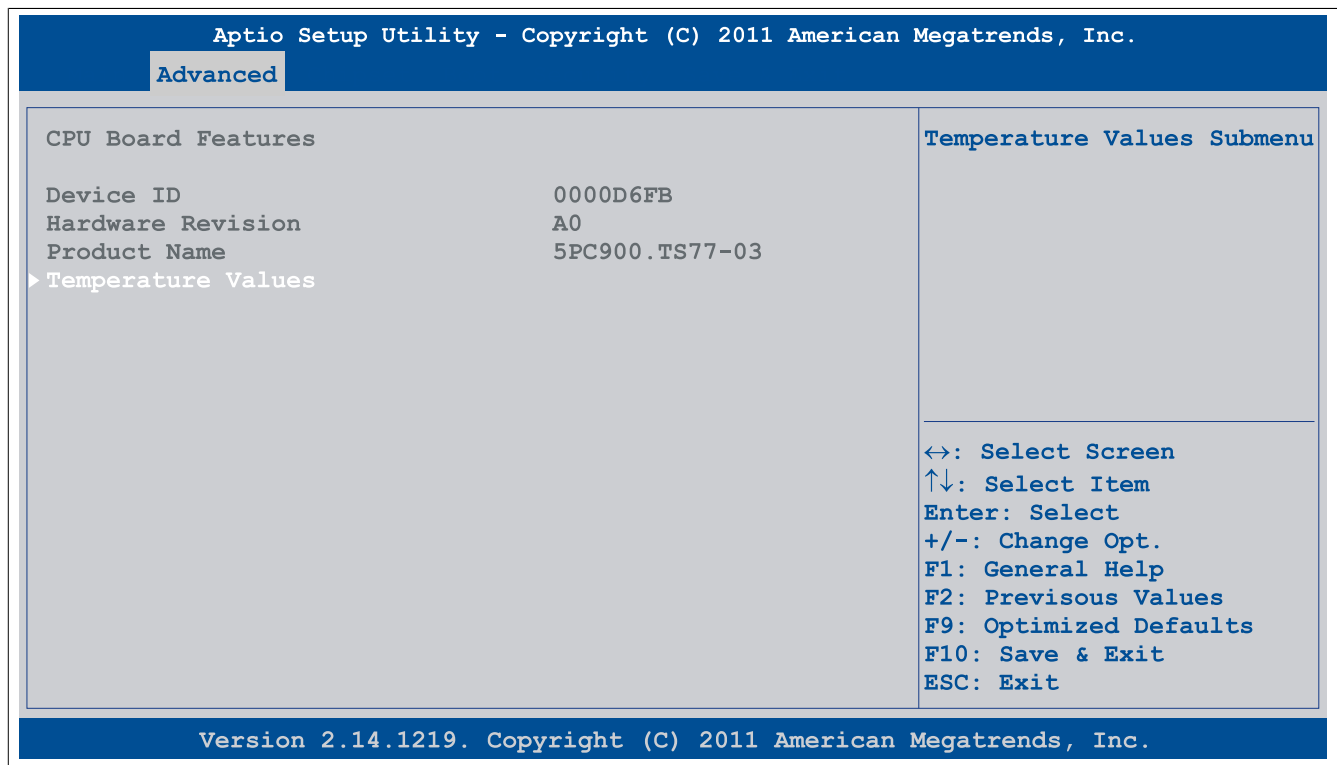 Aptio Setup Utility - Copyright (C) 2011 American Megatrends, Inc.
Advanced
CPU Board Features
Device ID 0000D6FB
Hardware Revision A0
Product Name 5PC900.TS77-03
Temperature Values
Temperature Values Submenu
↔: Select Screen
↑↓: Select Item
Enter: Select
+/-: Change Opt.
F1: General Help
F2: Previsous Values
F9: Optimized Defaults
F10: Save & Exit
ESC: Exit
Version 2.14.1219. Copyright (C) 2011 American Megatrends, Inc.